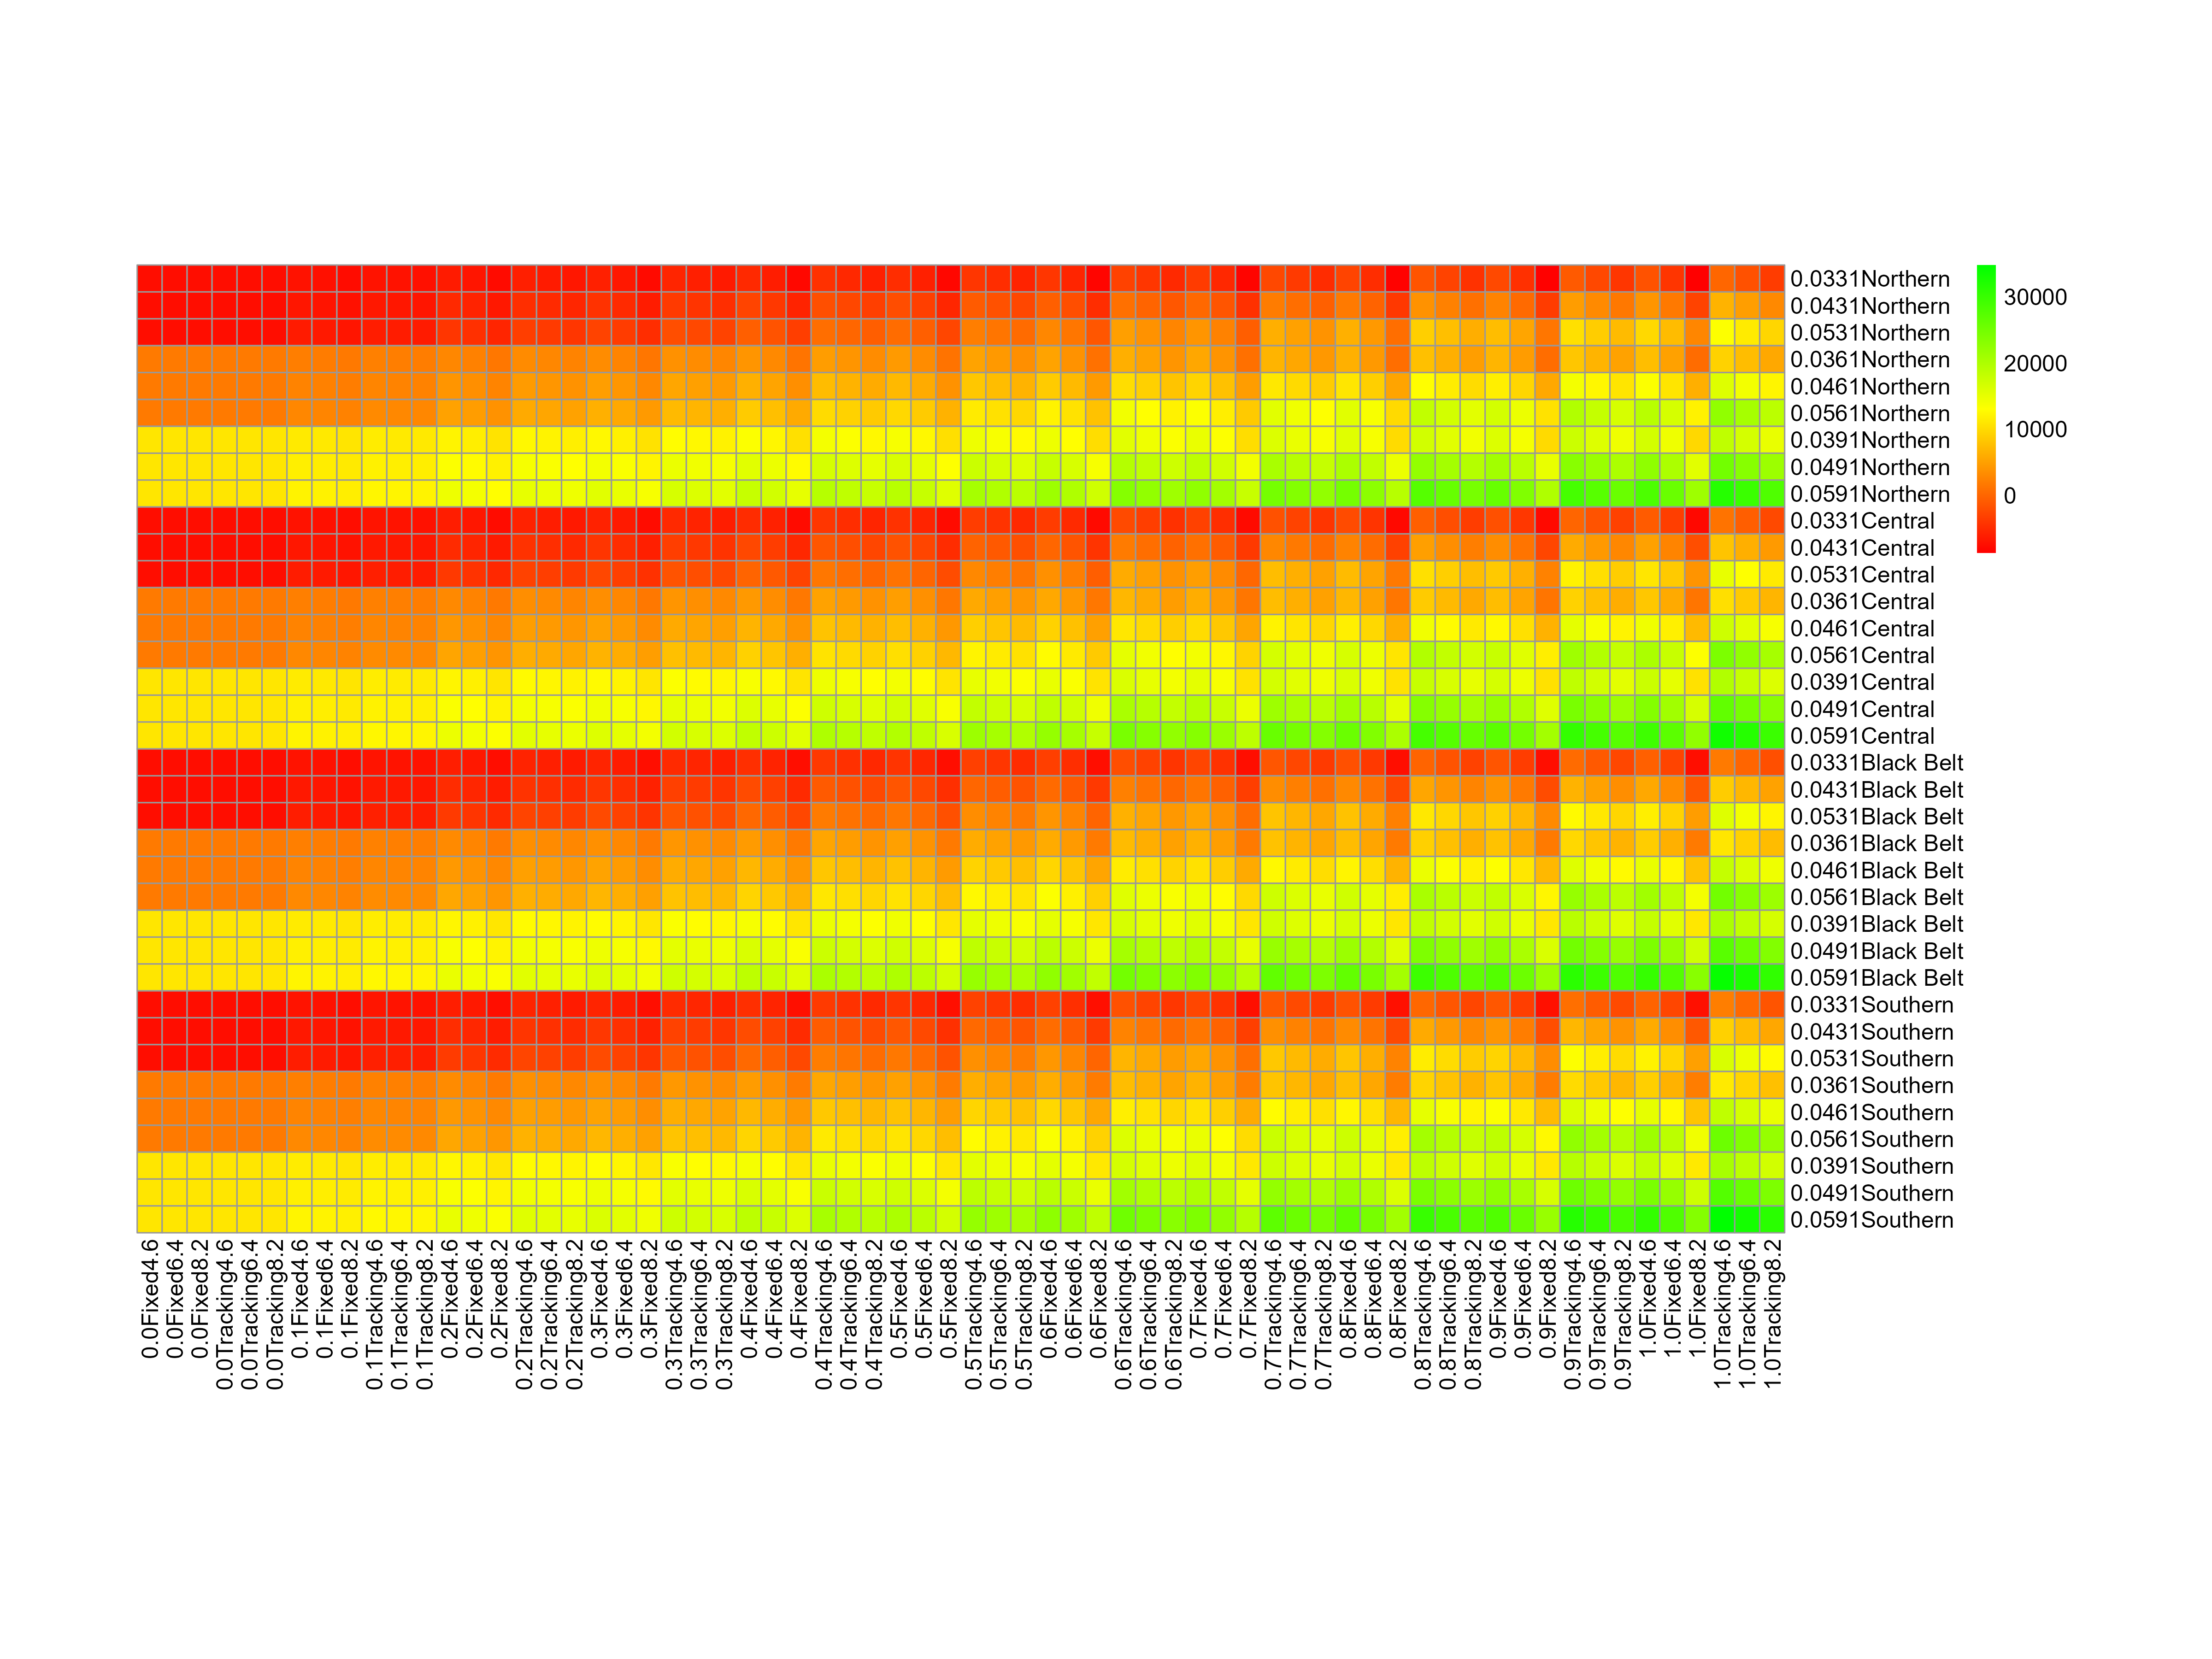 0.0331Northern
0.0431Northern
0.0531Northern
0.0361Northern
0.0461Northern
0.0561Northern
0.0391Northern
0.0491Northern
0.0591Northern
0.0331Central
0.0431Central
0.0531Central
0.0361Central
0.0461Central
0.0561Central
0.0391Central
0.0491Central
0.0591Central
0.0331Black Belt
0.0431Black Belt
0.0531Black Belt
0.0361Black Belt
0.0461Black Belt
0.0561Black Belt
0.0391Black Belt
0.0491Black Belt
0.0591Black Belt
0.0331Southern
0.0431Southern
0.0531Southern
0.0361Southern
0.0461Southern
0.0561Southern
0.0391Southern
0.0491Southern
0.0591Southern
30000
20000
10000
0
0.0Fixed4.6
0.0Fixed6.4
0.0Fixed8.2
0.0Tracking4.6
0.0Tracking6.4
0.0Tracking8.2
0.1Fixed4.6
0.1Fixed6.4
0.1Fixed8.2
0.1Tracking4.6
0.1Tracking6.4
0.1Tracking8.2
0.2Fixed4.6
0.2Fixed6.4
0.2Fixed8.2
0.2Tracking4.6
0.2Tracking6.4
0.2Tracking8.2
0.3Fixed4.6
0.3Fixed6.4
0.3Fixed8.2
0.3Tracking4.6
0.3Tracking6.4
0.3Tracking8.2
0.4Fixed4.6
0.4Fixed6.4
0.4Fixed8.2
0.4Tracking4.6
0.4Tracking6.4
0.4Tracking8.2
0.5Fixed4.6
0.5Fixed6.4
0.5Fixed8.2
0.5Tracking4.6
0.5Tracking6.4
0.5Tracking8.2
0.6Fixed4.6
0.6Fixed6.4
0.6Fixed8.2
0.6Tracking4.6
0.6Tracking6.4
0.6Tracking8.2
0.7Fixed4.6
0.7Fixed6.4
0.7Fixed8.2
0.7Tracking4.6
0.7Tracking6.4
0.7Tracking8.2
0.8Fixed4.6
0.8Fixed6.4
0.8Fixed8.2
0.8Tracking4.6
0.8Tracking6.4
0.8Tracking8.2
0.9Fixed4.6
0.9Fixed6.4
0.9Fixed8.2
0.9Tracking4.6
0.9Tracking6.4
0.9Tracking8.2
1.0Fixed4.6
1.0Fixed6.4
1.0Fixed8.2
1.0Tracking4.6
1.0Tracking6.4
1.0Tracking8.2